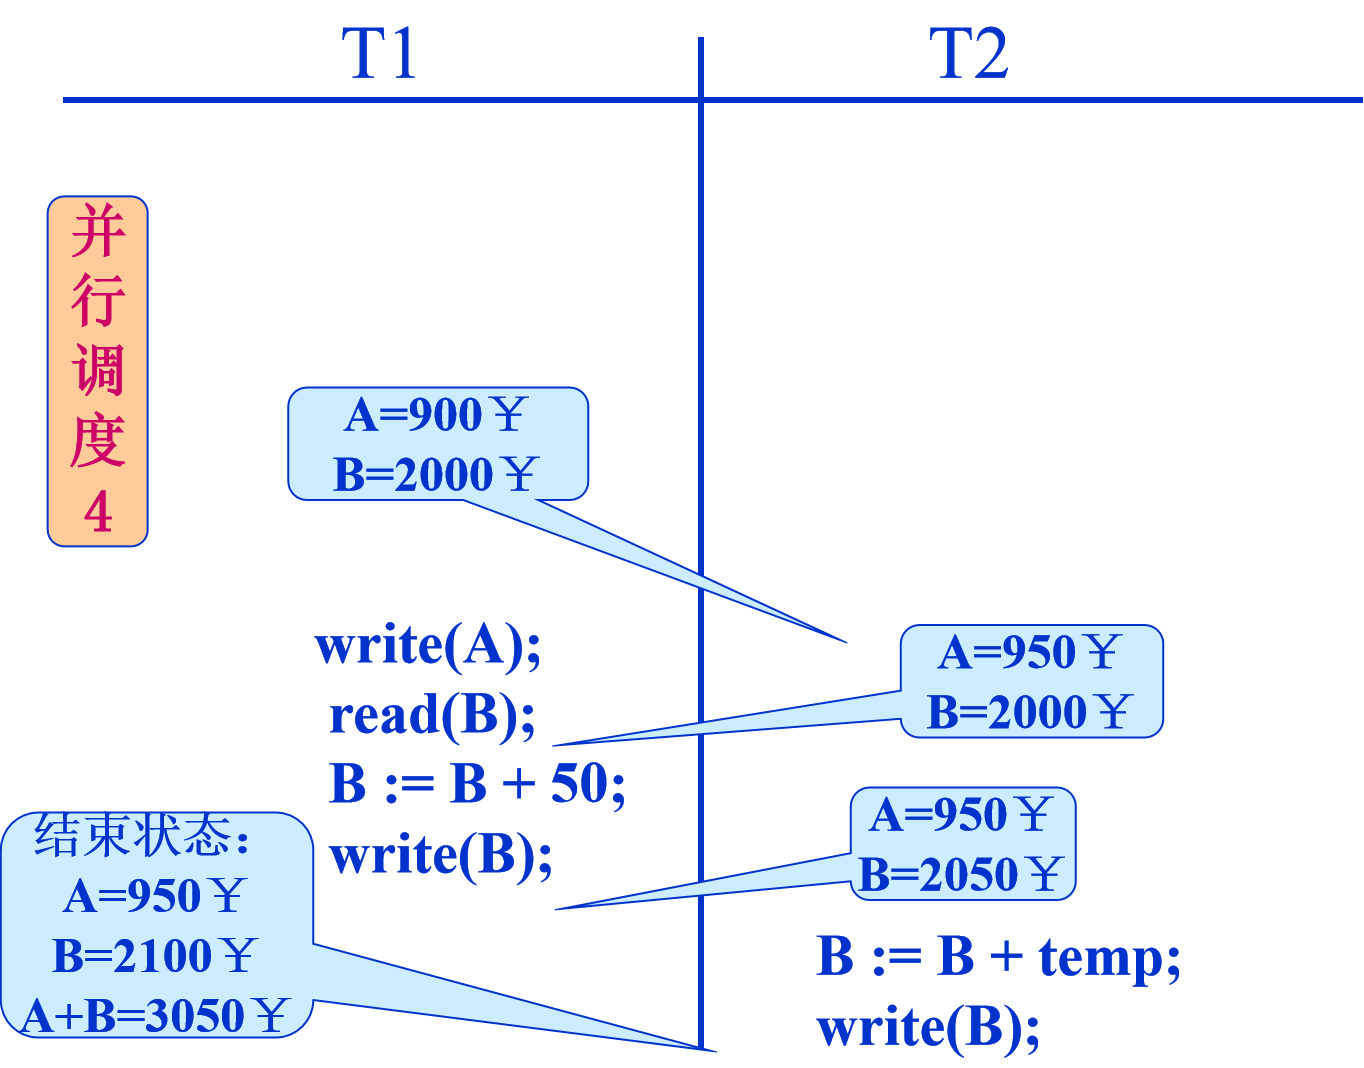 T1
T2
并
行
调
度
4
A=900￥
B=2000￥
write(A);
read(B);
B := B + 50;
write(B);
A=950￥
B=2000￥
A=950￥
B=2050￥
结束状态：
A=950￥
B=2100￥
A+B=3050￥
B := B + temp;
write(B);